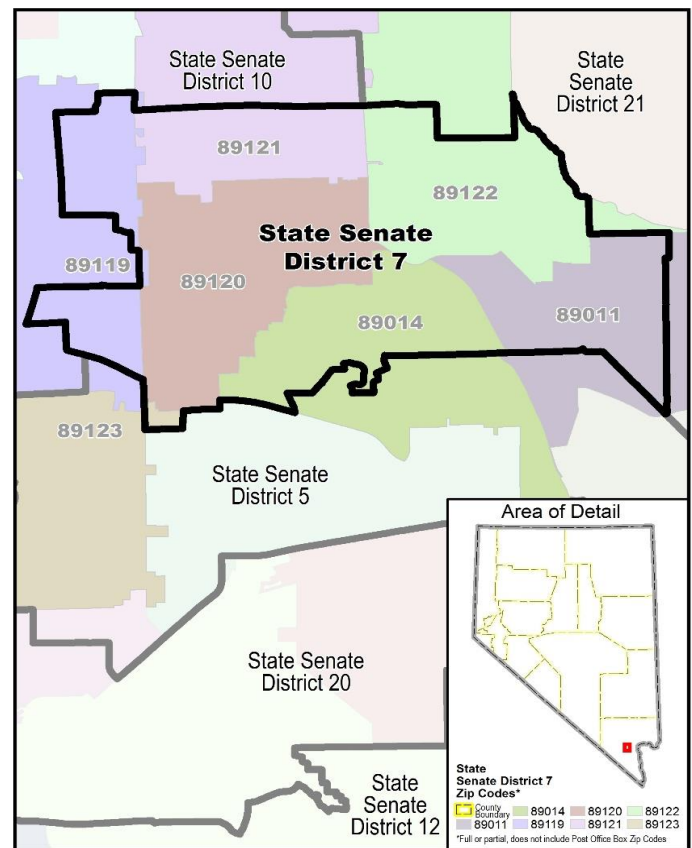 State Senate
District 10
State
Senate
District 21
89121
89122
State Senate
District 7
89119
89120
89014
89011
89123
State Senate
District 5
State Senate
District 20
State
Senate
District 12
Area of Detail
State
Senate District 7
Zip Codes*
County
Boundary
89014
89120
89122
89011
89119
89121
89123
*Full or partial, does not include Post Office Box Zip Codes